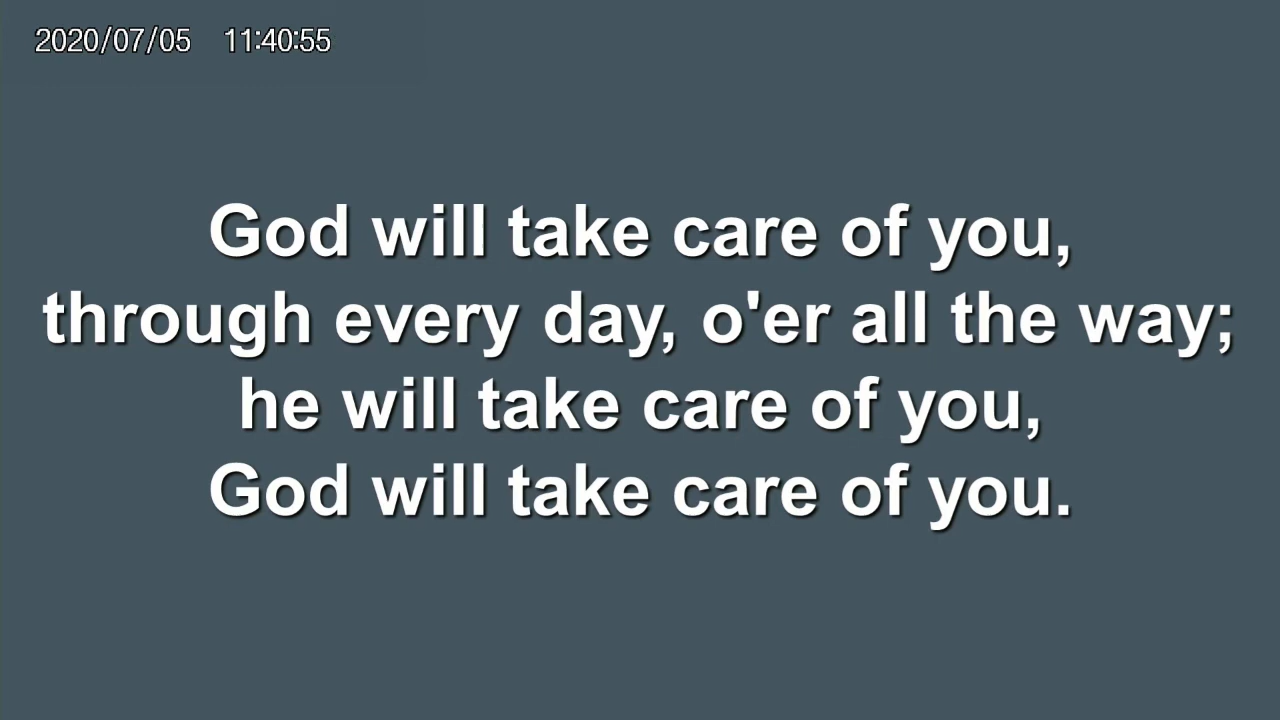 2020/07/05 11:40:55
God will take care of you,
through every day, o'er all the way;
he will take care of you,
God will take care of you.